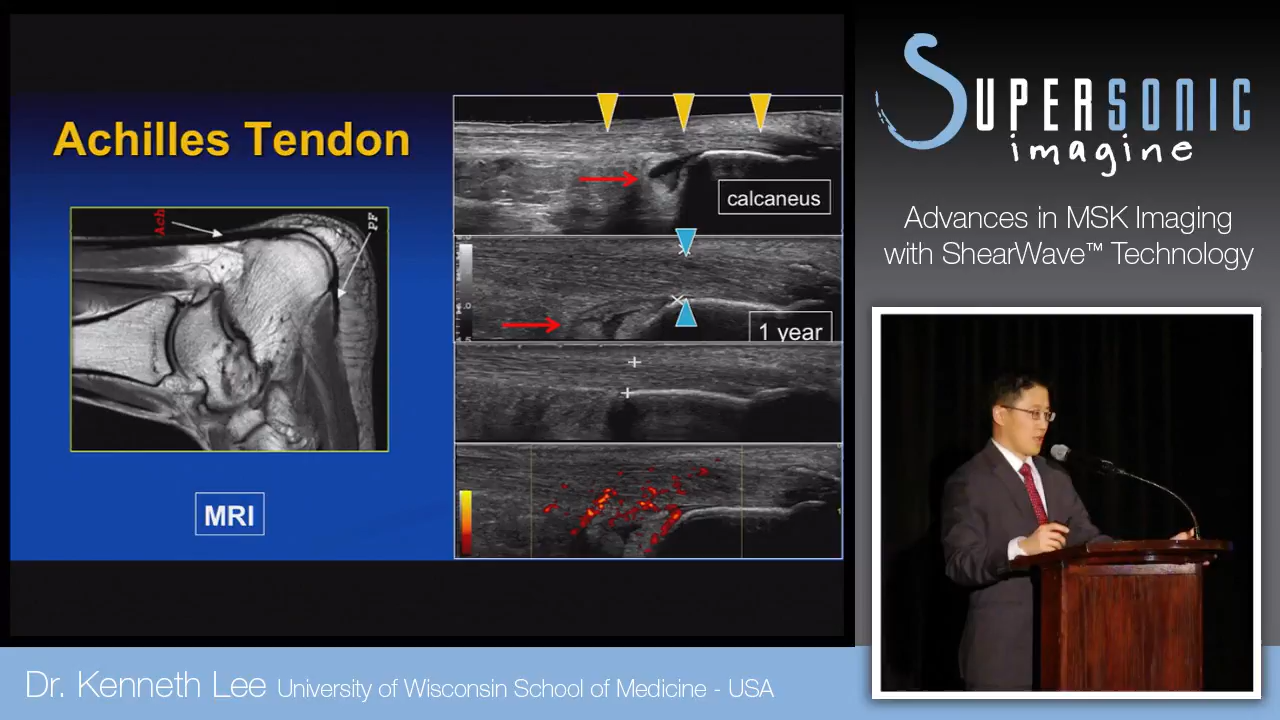 Achilles Tendon
Ach
PF
MRI
calcaneus
1 year
SUPERSONIC
imagine
Advances in MSK Imaging
with ShearWave™ Technology
Dr. Kenneth Lee University of Wisconsin School of Medicine - USA